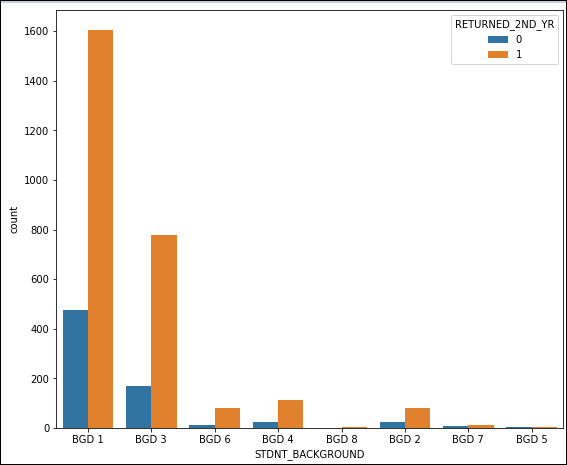 RETURNED_2ND_YR
0
1
1600
1400
1200
1000
800
600
400
200
0
count
BGD 1 BGD 3 BGD 6 BGD 4 BGD 8 BGD 2 BGD 7 BGD 5
STDNT_BACKGROUND